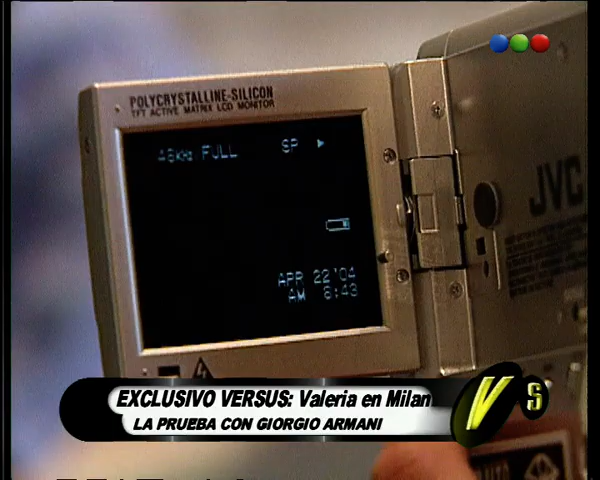 POLYCRYSTALLINE-SILICON
TFT ACTIVE MATRIX LCD MONITOR
48kHz FULL SP
APR 22'04
AM 6:43
JVC
EXCLUSIVO VERSUS: Valeria en Milan
LA PRUEBA CON GIORGIO ARMANI
Vs